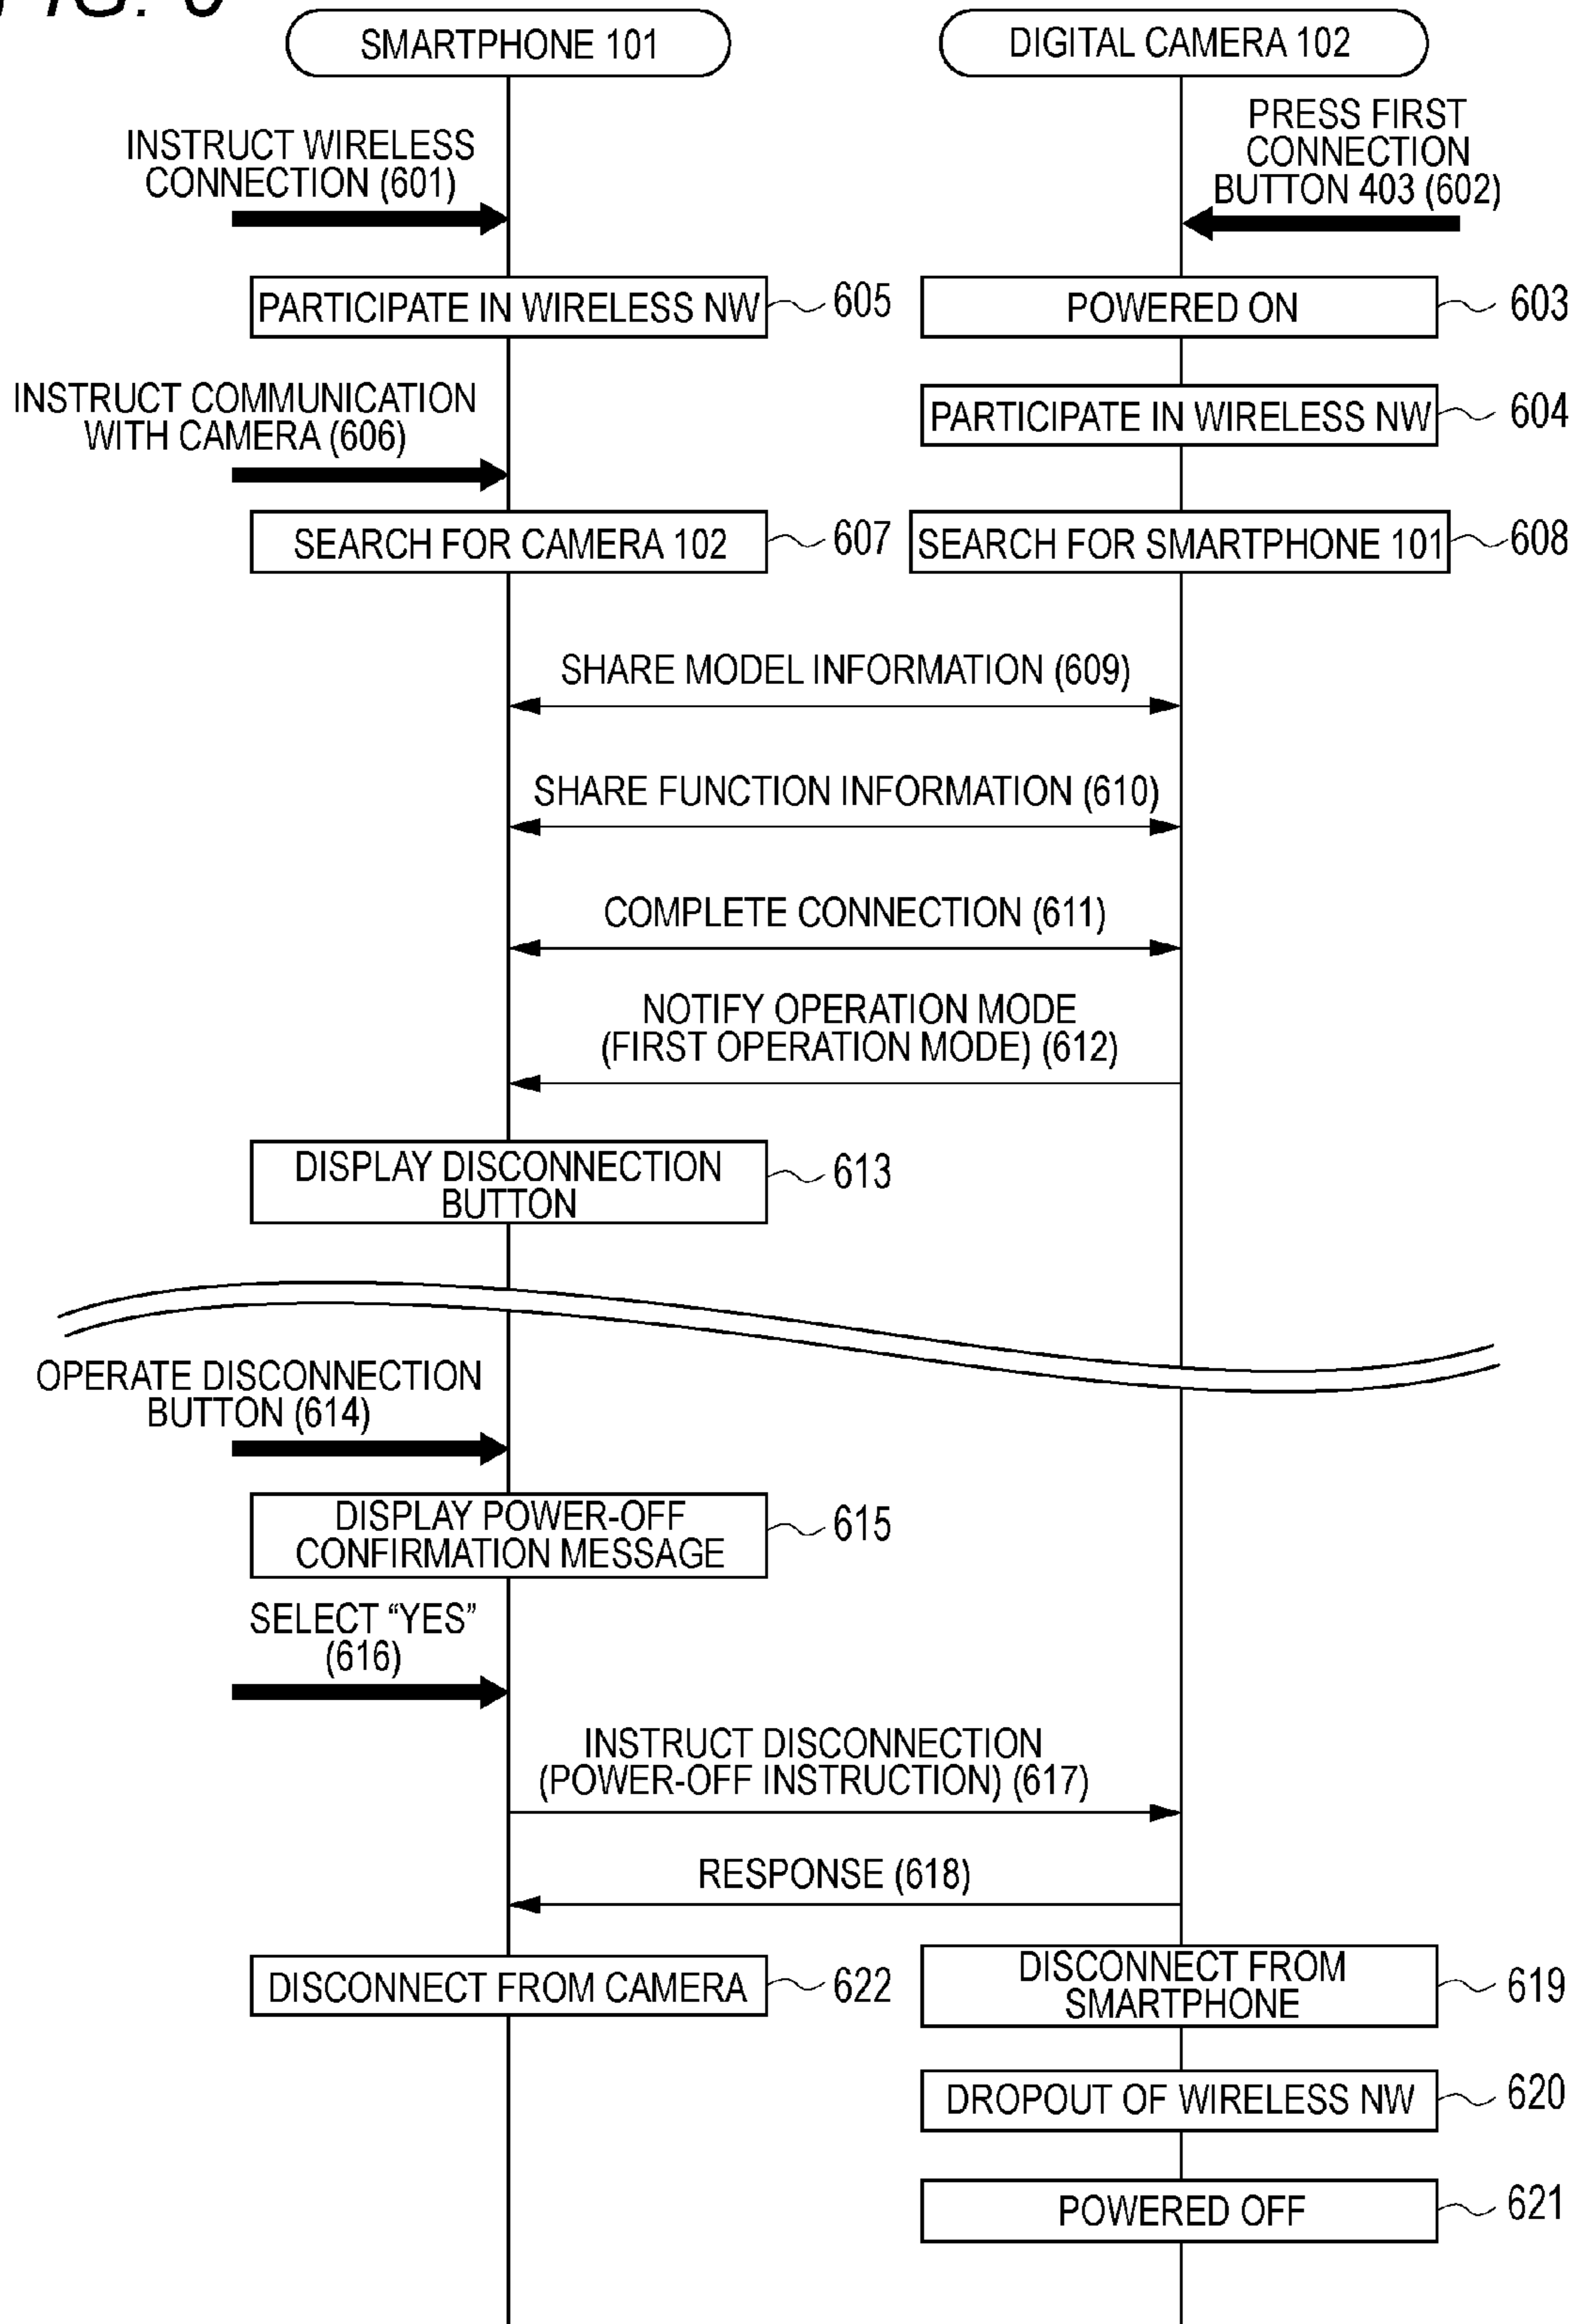 FIG. 6
SMARTPHONE 101
DIGITAL CAMERA 102
INSTRUCT WIRELESS
CONNECTION (601)
PRESS FIRST
CONNECTION
BUTTON 403 (602)
PARTICIPATE IN WIRELESS NW
605
POWERED ON
603
INSTRUCT COMMUNICATION
WITH CAMERA (606)
PARTICIPATE IN WIRELESS NW
604
SEARCH FOR CAMERA 102
607
SEARCH FOR SMARTPHONE 101
608
SHARE MODEL INFORMATION (609)
SHARE FUNCTION INFORMATION (610)
COMPLETE CONNECTION (611)
NOTIFY OPERATION MODE
(FIRST OPERATION MODE) (612)
DISPLAY DISCONNECTION
BUTTON
613
OPERATE DISCONNECTION
BUTTON (614)
DISPLAY POWER-OFF
CONFIRMATION MESSAGE
615
SELECT “YES”
(616)
INSTRUCT DISCONNECTION
(POWER-OFF INSTRUCTION) (617)
RESPONSE (618)
DISCONNECT FROM CAMERA
622
DISCONNECT FROM
SMARTPHONE
619
DROPOUT OF WIRELESS NW
620
POWERED OFF
621